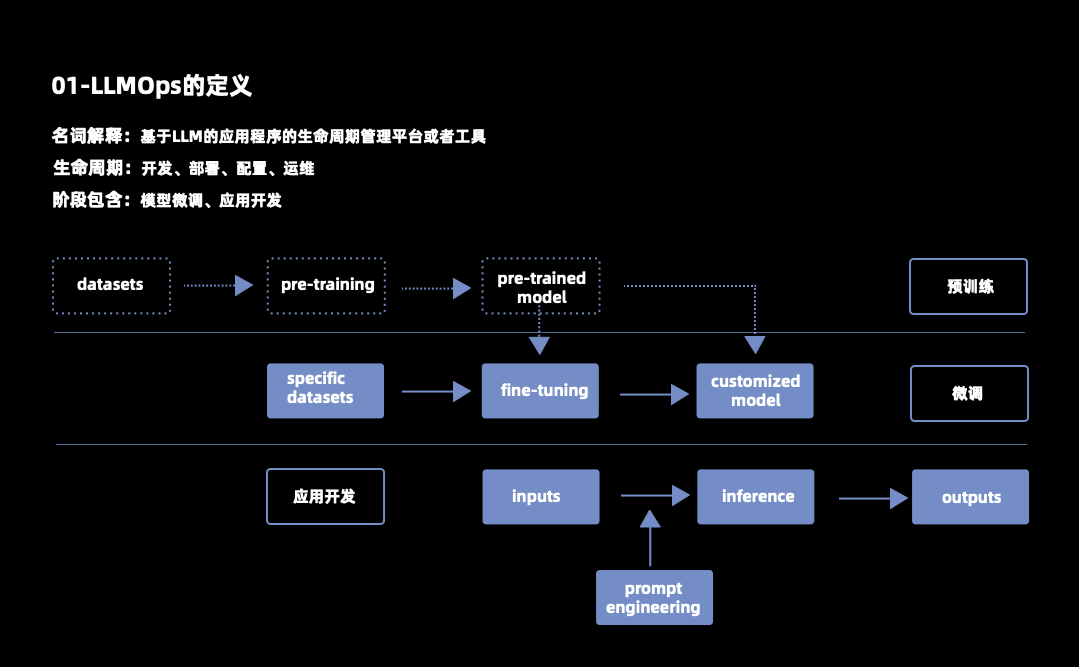 01-LLMOps的定义
名词解释：基于LLM的应用程序的生命周期管理平台或者工具
生命周期：开发、部署、配置、运维
阶段包含：模型微调、应用开发
datasets
pre-training
pre-trained
model
预训练
specific
datasets
fine-tuning
customized
model
微调
应用开发
inputs
inference
outputs
prompt
engineering